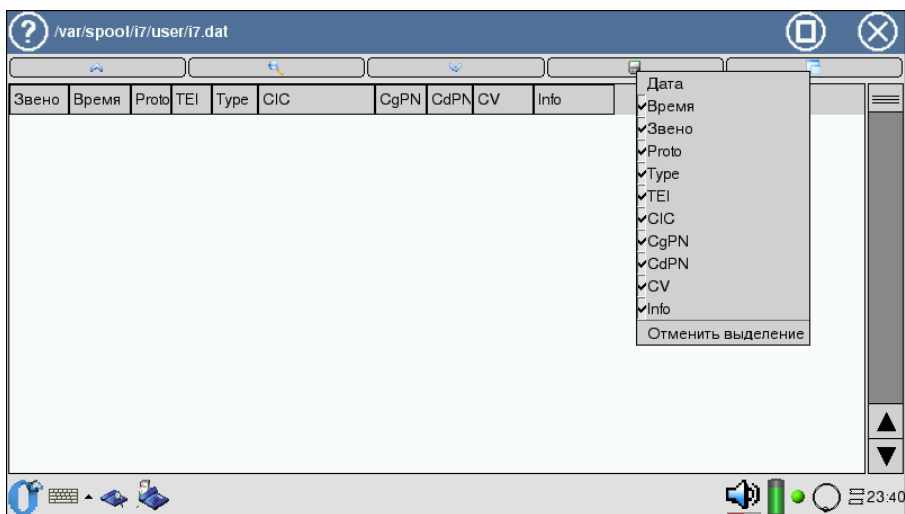 /var/spool/i7/user/i7.dat
Звено Время Proto TEI Type CIC CgPN CdPN CV Info
Дата
Время
Звено
Proto
Type
TEI
CIC
CgPN
CdPN
CV
Info
Отменить выделение
23:40